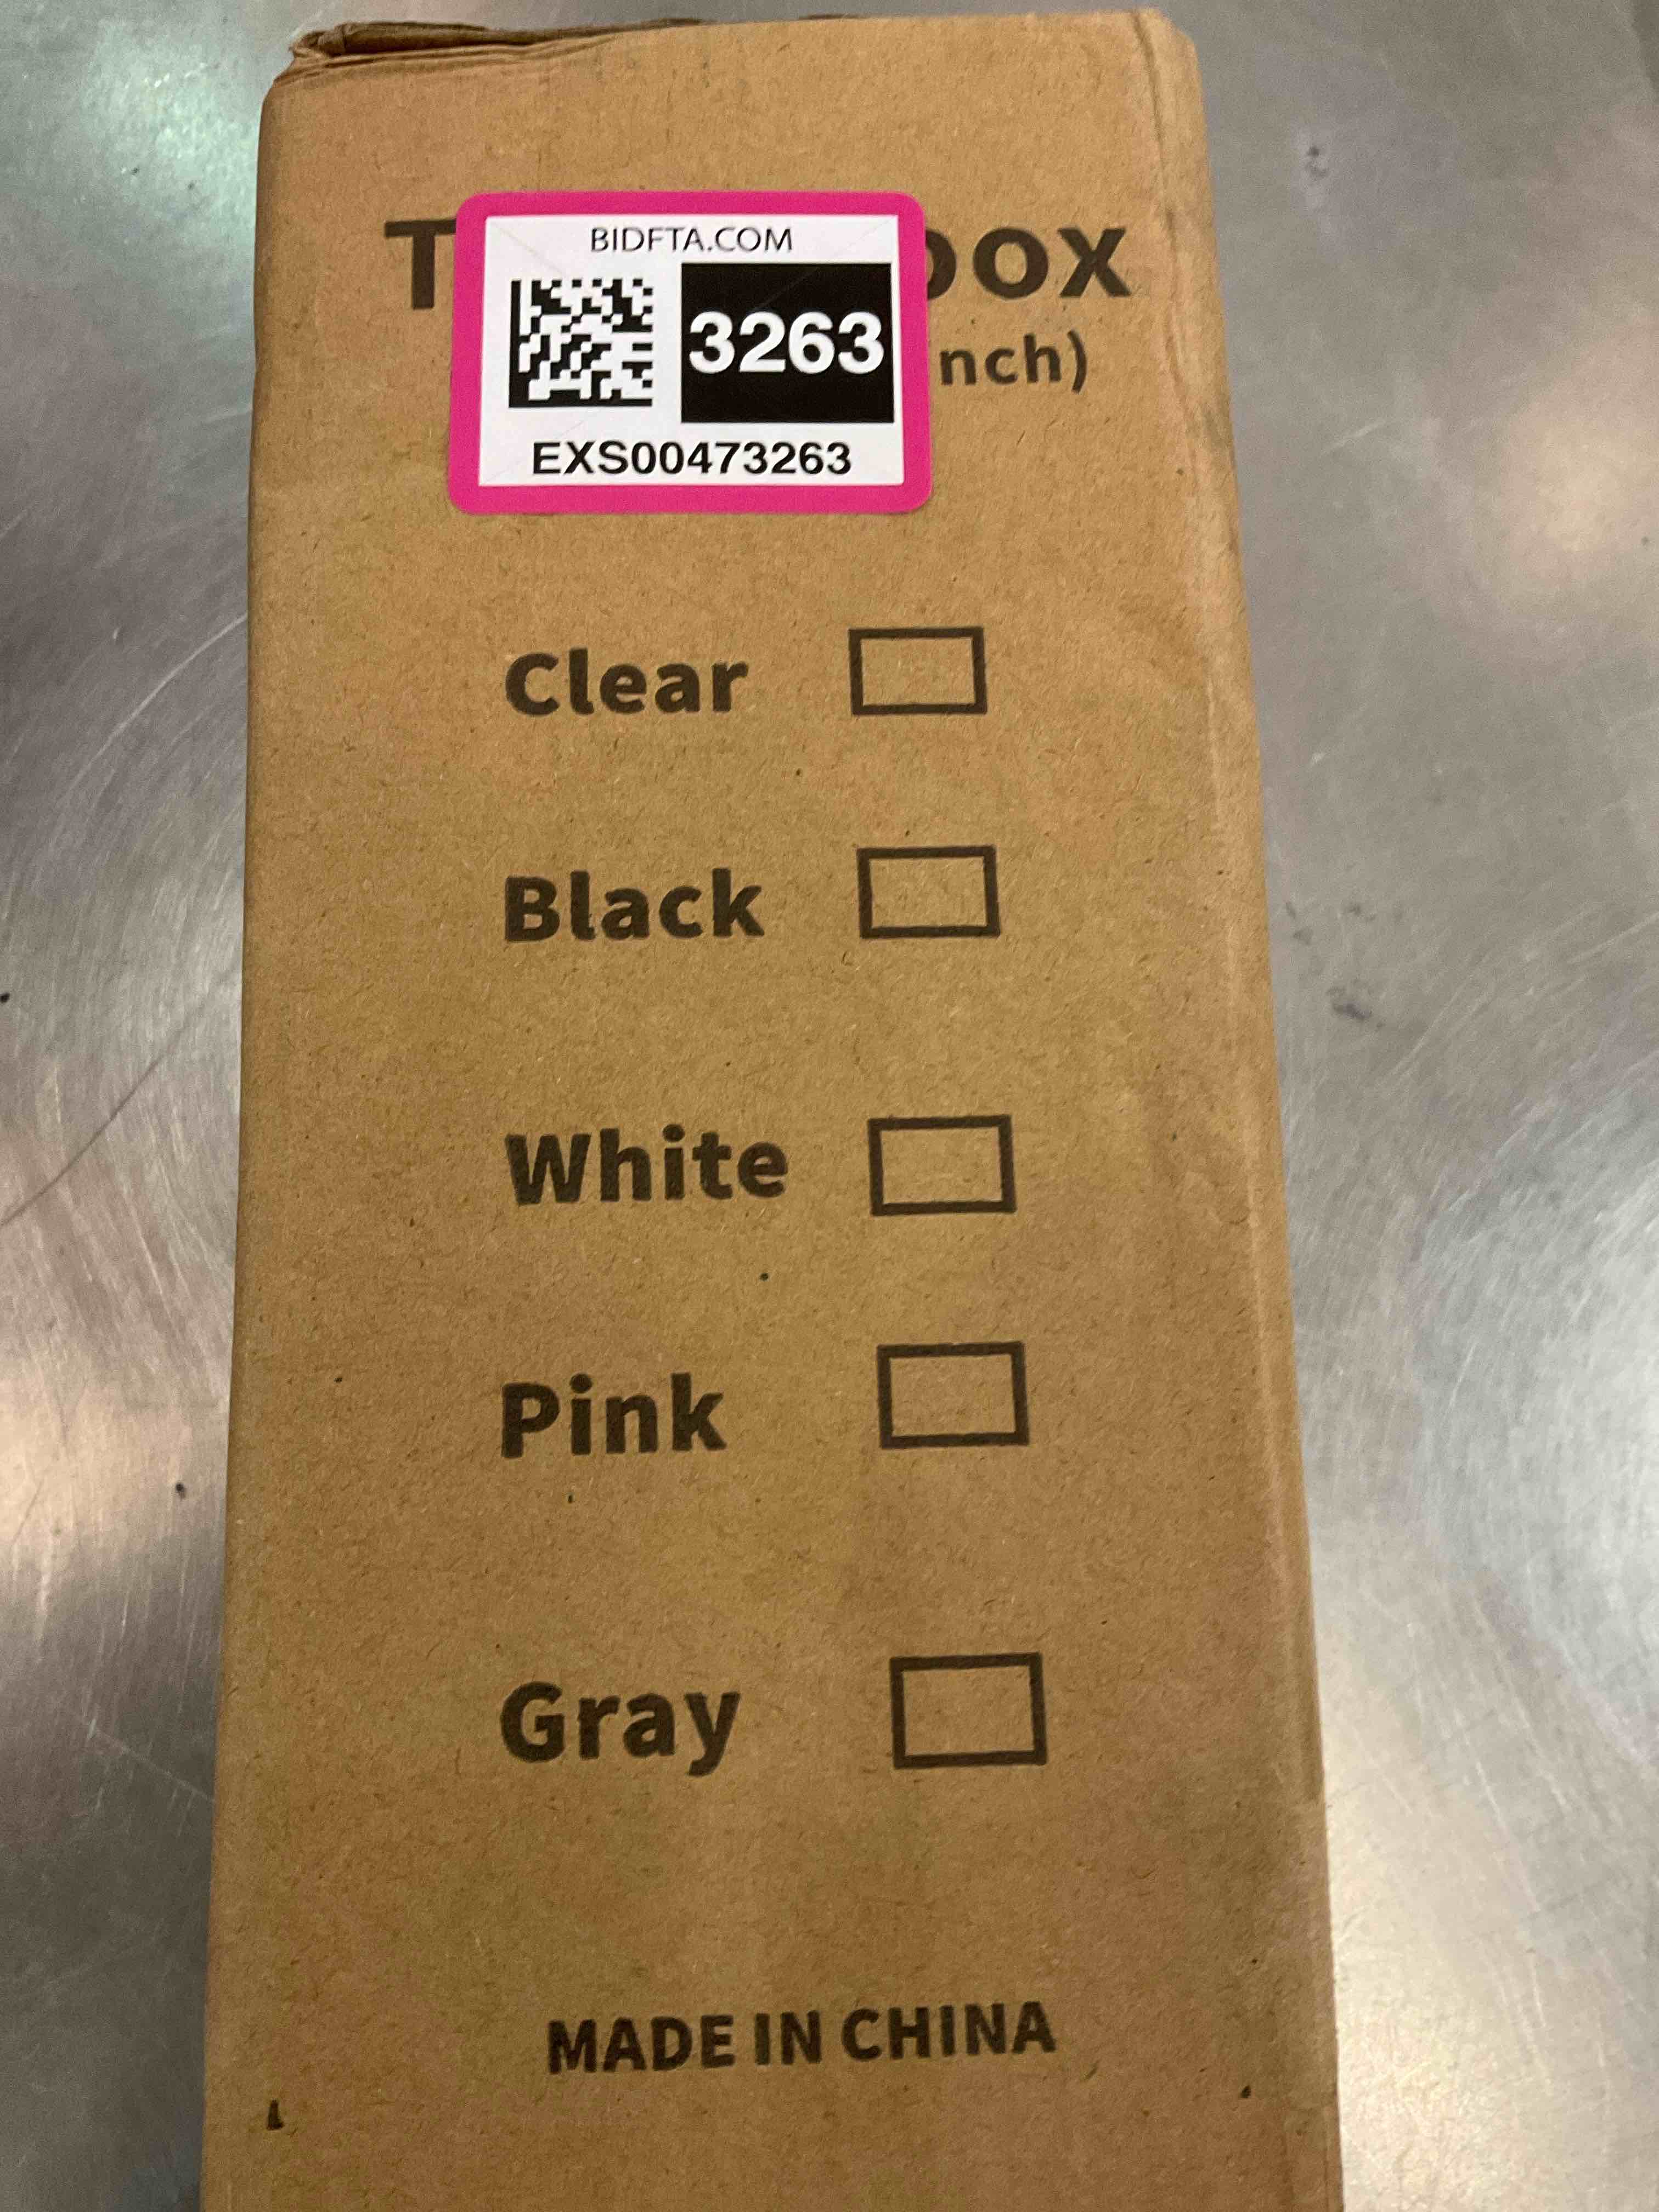 BIDFTA.COM
3263
EXS00473263
Clear
Black
White
Pink
Gray
MADE IN CHINA